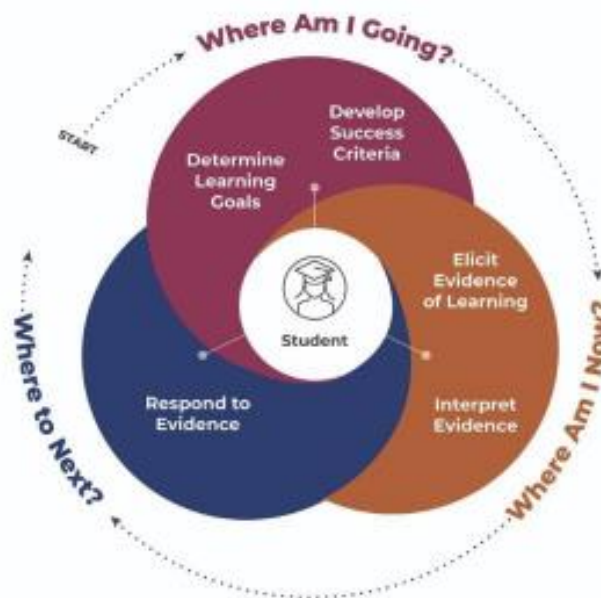 START
Where Am I Going?
Develop
Success
Criteria
Determine
Learning
Goals
Elicit
Evidence
of Learning
Where Am I Now?
Student
Interpret
Evidence
Respond to
Evidence
Where to Next?